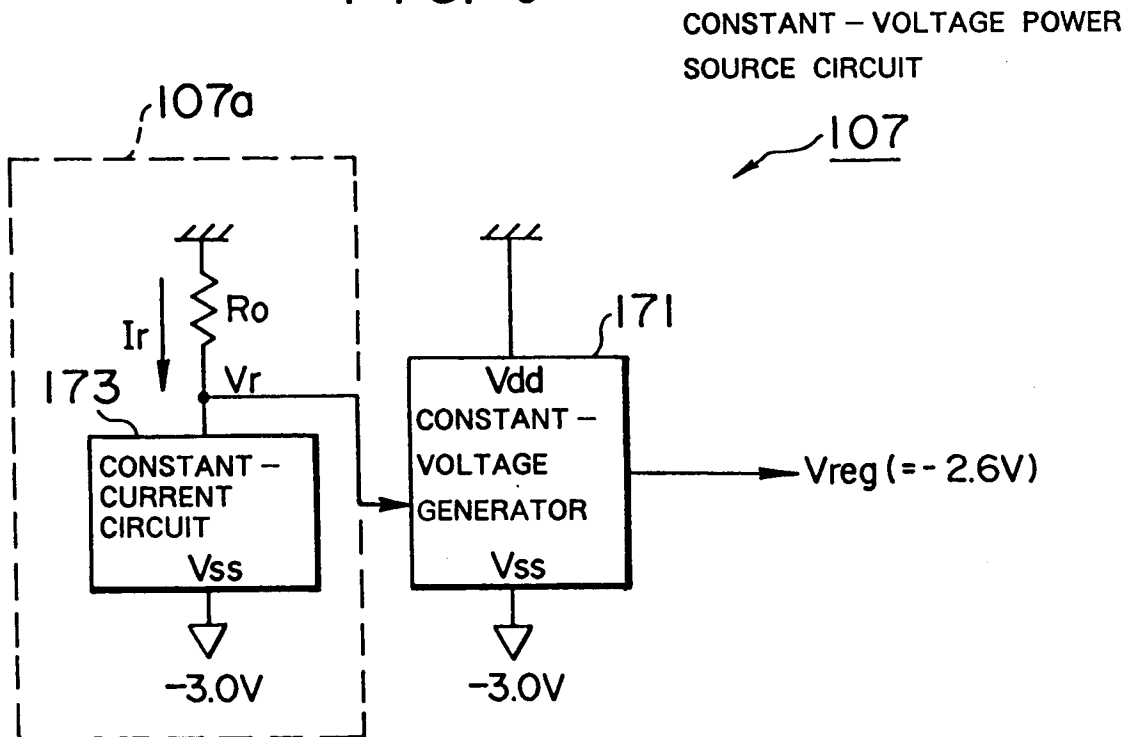 CONSTANT – VOLTAGE POWER
SOURCE CIRCUIT
107
107a
Ro
Ir
Vr
173
CONSTANT –
CURRENT
CIRCUIT
Vss
-3.0V
171
Vdd
CONSTANT –
VOLTAGE
GENERATOR
Vss
-3.0V
Vreg (= - 2.6V)